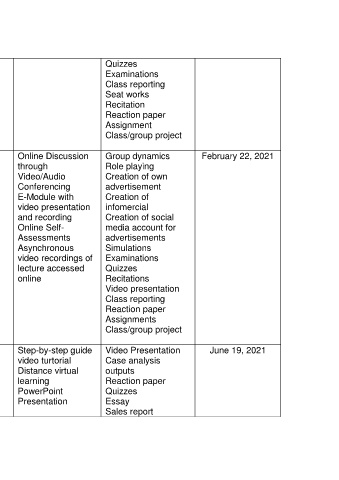 Quizzes
Examinations
Class reporting
Seat works
Recitation
Reaction paper
Assignment
Class/group project
Online Discussion
through
Video/Audio
Conferencing
E-Module with
video presentation
and recording
Online Self-
Assessments
Asynchronous
video recordings of
lecture accessed
online
Group dynamics
Role playing
Creation of own
advertisement
Creation of
infomercial
Creation of social
media account for
advertisements
Simulations
Examinations
Quizzes
Recitations
Video presentation
Class reporting
Reaction paper
Assignments
Class/group project
February 22, 2021
Step-by-step guide
video turtorial
Distance virtual
learning
PowerPoint
Presentation
Video Presentation
Case analysis
outputs
Reaction paper
Quizzes
Essay
Sales report
June 19, 2021